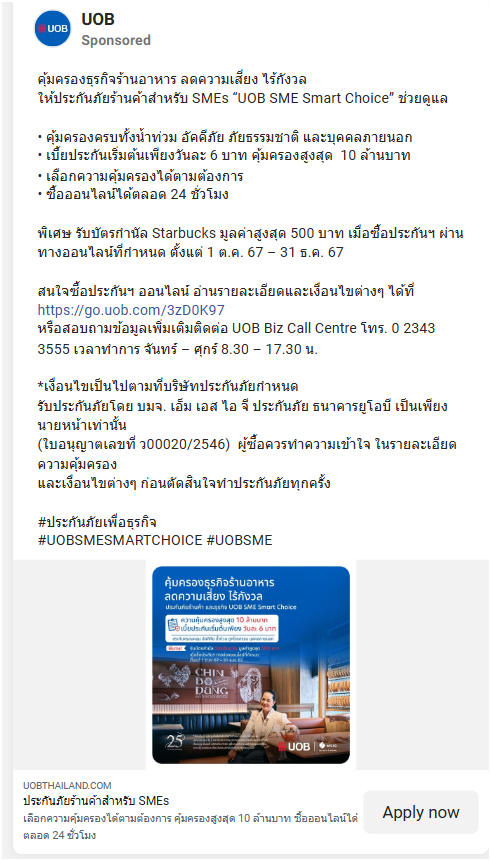 UOB
UOB
Sponsored
คุ้มครองธุรกิจร้านอาหาร ลดความเสี่ยง ไร้กังวล
ให้ประกันภัยร้านค้าสำหรับ SMEs “UOB SME Smart Choice” ช่วยดูแล
• คุ้มครองครบทั้งน้ำท่วม อัคคีภัย ภัยธรรมชาติ และบุคคลภายนอก
• เบี้ยประกันเริ่มต้นเพียงวันละ 6 บาท คุ้มครองสูงสุด 10 ล้านบาท
• เลือกความคุ้มครองได้ตามต้องการ
• ซื้อออนไลน์ได้ตลอด 24 ชั่วโมง
พิเศษ รับบัตรกำนัล Starbucks มูลค่าสูงสุด 500 บาท เมื่อซื้อประกันฯ ผ่าน
ทางออนไลน์ที่กำหนด ตั้งแต่ 1 ต.ค. 67 – 31 ธ.ค. 67
สนใจซื้อประกันฯ ออนไลน์ อ่านรายละเอียดและเงื่อนไขต่างๆ ได้ที่
https://go.uob.com/3zD0K97
หรือสอบถามข้อมูลเพิ่มเติมติดต่อ UOB Biz Call Centre โทร. 0 2343
3555 เวลาทำการ จันทร์ – ศุกร์ 8.30 – 17.30 น.
*เงื่อนไขเป็นไปตามที่บริษัทประกันภัยกำหนด
รับประกันภัยโดย บมจ. เอ็ม เอส ไอ จี ประกันภัย ธนาคารยูโอบี เป็นเพียง
นายหน้าเท่านั้น
(ใบอนุญาตเลขที่ ว00020/2546) ผู้ซื้อควรทำความเข้าใจ ในรายละเอียด
ความคุ้มครอง
และเงื่อนไขต่างๆ ก่อนตัดสินใจทำประกันภัยทุกครั้ง
#ประกันภัยเพื่อธุรกิจ
#UOBSMESMARTCHOICE #UOBSME
คุ้มครองธุรกิจร้านอาหาร
ลดความเสี่ยง ไร้กังวล
ประกันภัยร้านค้า และธุรกิจ UOB SME Smart Choice
ความคุ้มครองสูงสุด 10 ล้านบาท
เบี้ยประกันเริ่มต้นเพียง วันละ 6 บาท
CHIN
BO
DANG
25
UOB
MSIG
UOBTHAILAND.COM
ประกันภัยร้านค้าสำหรับ SMEs
เลือกความคุ้มครองได้ตามต้องการ คุ้มครองสูงสุด 10 ล้านบาท ซื้อออนไลน์ได้
ตลอด 24 ชั่วโมง
Apply now